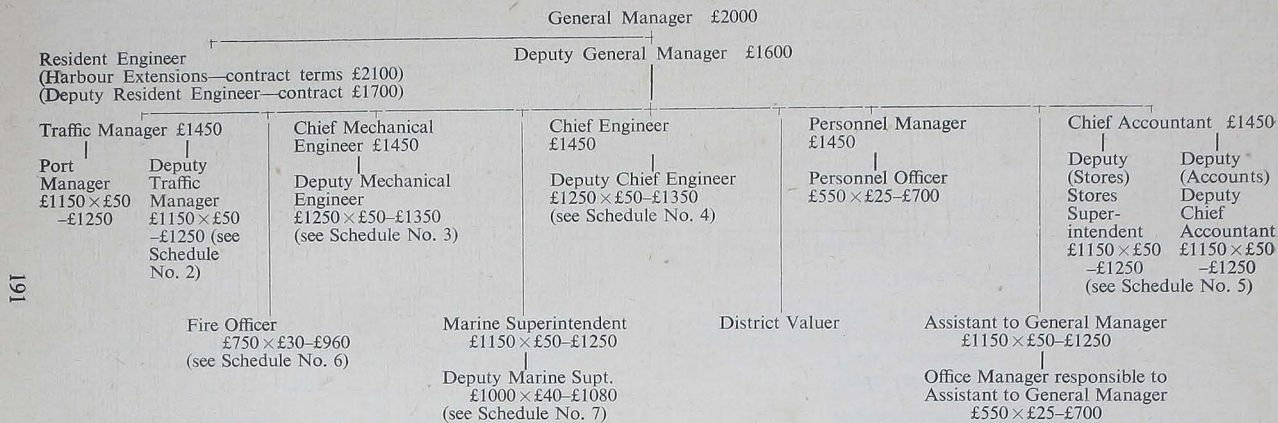 General Manager £2000
Resident Engineer
(Harbour Extensions—contract terms £2100)
(Deputy Resident Engineer—contract £1700)
Deputy General Manager £1600
Traffic Manager £1450
Port
Manager
£1150×£50
–£1250
Deputy
Traffic
Manager
£1150×£50
–£1250 (see
Schedule
No. 2)
Chief Mechanical
Engineer £1450
Deputy Mechanical
Engineer
£1250×£50–£1350
(see Schedule No. 3)
Chief Engineer
£1450
Deputy Chief Engineer
£1250×£50–£1350
(see Schedule No. 4)
Personnel Manager
£1450
Personnel Officer
£550×£25–£700
Chief Accountant £1450
Deputy
(Stores)
Stores
Super-
intendent
£1150×£50
–£1250
Deputy
(Accounts)
Deputy
Chief
Accountant
£1150×£50
–£1250
(see Schedule No. 5)
Fire Officer
£750×£30–£960
(see Schedule No. 6)
Marine Superintendent
£1150×£50–£1250
Deputy Marine Supt.
£1000×£40–£1080
(see Schedule No. 7)
District Valuer
Assistant to General Manager
£1150×£50–£1250
Office Manager responsible to
Assistant to General Manager
£550×£25–£700
191